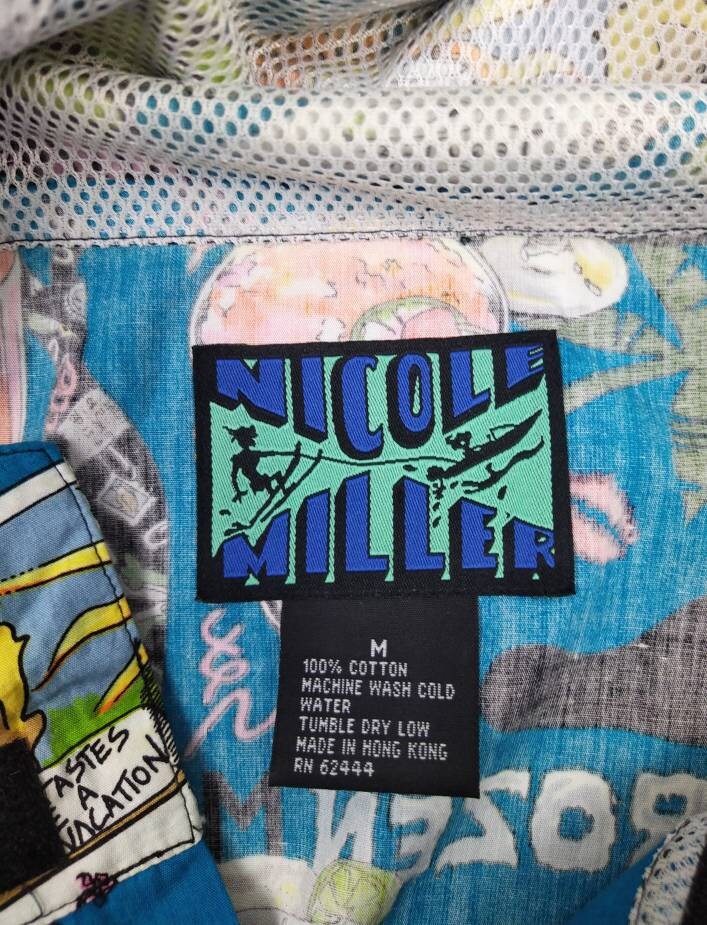 NICOLE
MILLER
M
100% COTTON
MACHINE WASH COLD
WATER
TUMBLE DRY LOW
MADE IN HONG KONG
RN 62444
TASTES
A
VACATION
ROZEN